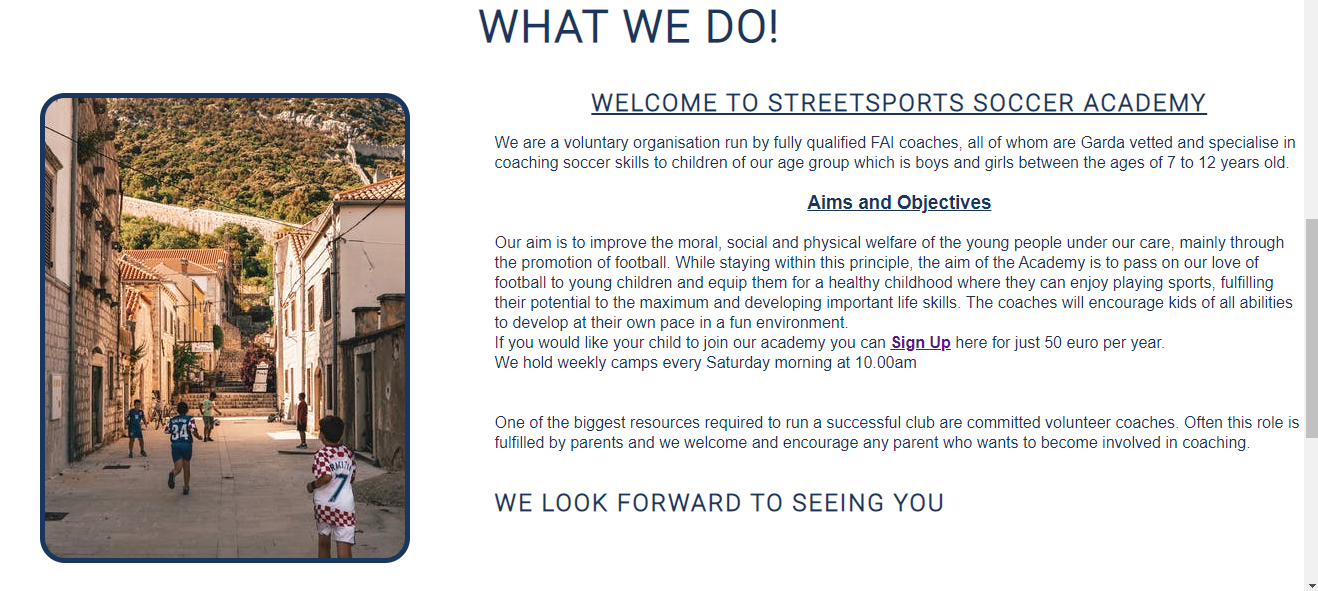 WHAT WE DO!
WELCOME TO STREETSPORTS SOCCER ACADEMY
We are a voluntary organisation run by fully qualified FAI coaches, all of whom are Garda vetted and specialise in
coaching soccer skills to children of our age group which is boys and girls between the ages of 7 to 12 years old.
Aims and Objectives
Our aim is to improve the moral, social and physical welfare of the young people under our care, mainly through
the promotion of football. While staying within this principle, the aim of the Academy is to pass on our love of
football to young children and equip them for a healthy childhood where they can enjoy playing sports, fulfilling
their potential to the maximum and developing important life skills. The coaches will encourage kids of all abilities
to develop at their own pace in a fun environment.
If you would like your child to join our academy you can Sign Up here for just 50 euro per year.
We hold weekly camps every Saturday morning at 10.00am
One of the biggest resources required to run a successful club are committed volunteer coaches. Often this role is
fulfilled by parents and we welcome and encourage any parent who wants to become involved in coaching.
WE LOOK FORWARD TO SEEING YOU
34
7